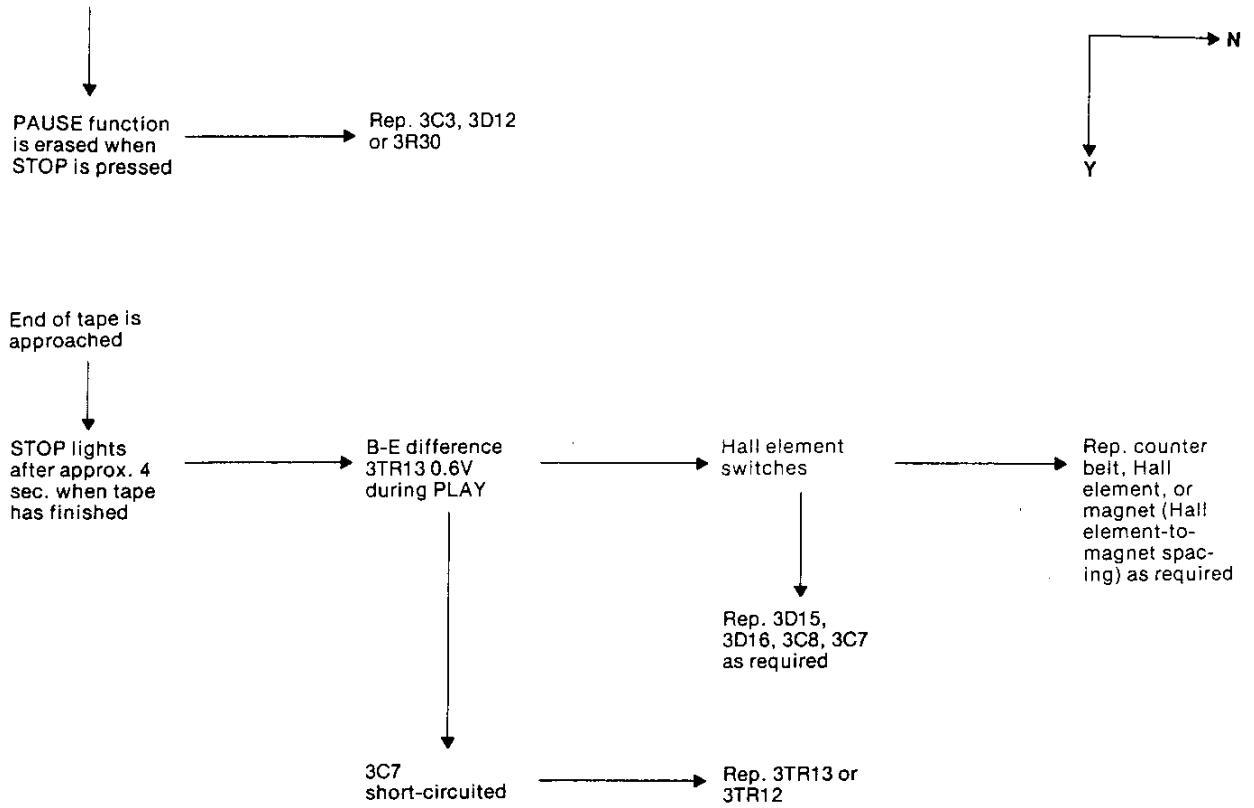 N
Y
PAUSE function
is erased when
STOP is pressed
Rep. 3C3, 3D12
or 3R30
End of tape is
approached
STOP lights
after approx. 4
sec. when tape
has finished
B-E difference
3TR13 0.6V
during PLAY
Hall element
switches
Rep. counter
belt, Hall
element, or
magnet (Hall
element-to-
magnet spac-
ing) as required
Rep. 3D15,
3D16, 3C8, 3C7
as required
3C7
short-circuited
Rep. 3TR13 or
3TR12